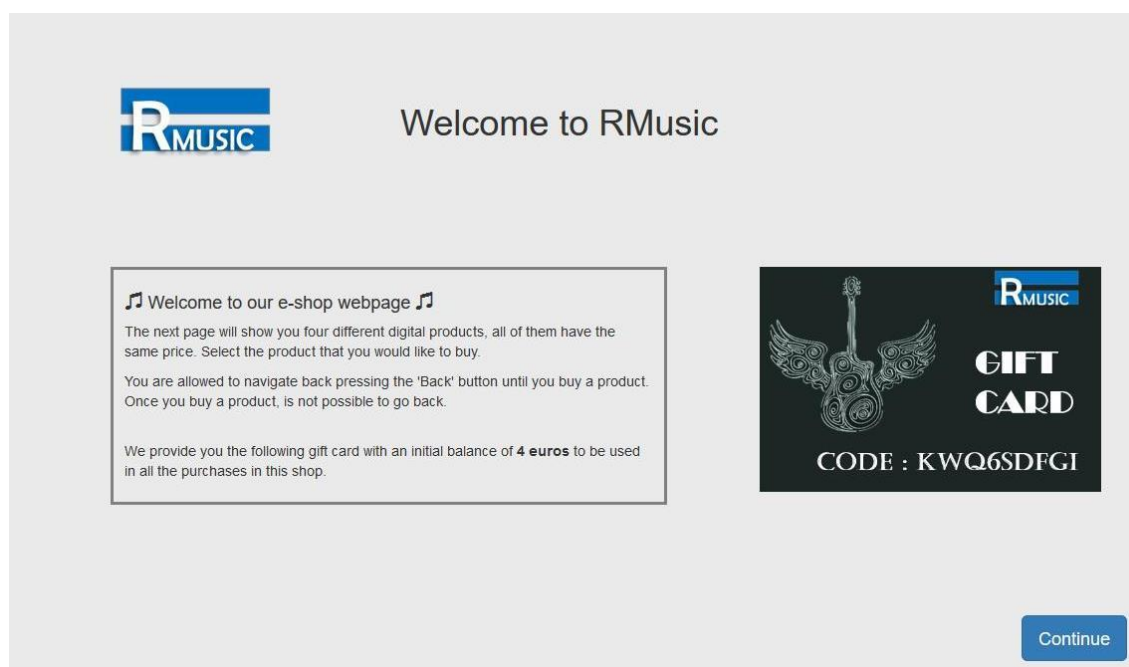 RMUSIC
Welcome to RMusic
Welcome to our e-shop webpage
The next page will show you four different digital products, all of them have the
same price. Select the product that you would like to buy.
You are allowed to navigate back pressing the 'Back' button until you buy a product.
Once you buy a product, is not possible to go back.
We provide you the following gift card with an initial balance of 4 euros to be used
in all the purchases in this shop.
RMUSIC
GIFT
CARD
CODE : KWQ6SDFGI
Continue